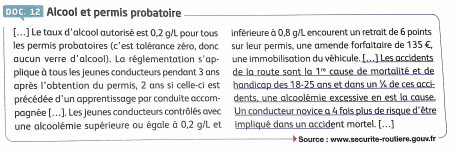 DOC. 12 Alcool et permis probatoire
[...] Le taux d'alcool autorisé est 0,2 g/L pour tous
les permis probatoires (c'est tolérance zéro, donc
aucun verre d'alcool). La réglementation s'ap-
plique à tous les jeunes conducteurs pendant 3 ans
après l'obtention du permis, 2 ans si celle-ci est
précédée d'un apprentissage par conduite accom-
pagnée [...]. Les jeunes conducteurs contrôlés avec
une alcoolémie supérieure ou égale à 0,2 g/L et
inférieure à 0,8 g/L encourent un retrait de 6 points
sur leur permis, une amende forfaitaire de 135 €,
une immobilisation du véhicule. [...] Les accidents
de la route sont la 1re cause de mortalité et de
handicap des 18-25 ans et dans un ¼ de ces acci-
dents, une alcoolémie excessive en est la cause.
Un conducteur novice a 4 fois plus de risque d'être
impliqué dans un accident mortel. [...]
Source : www.securite-routiere.gouv.fr